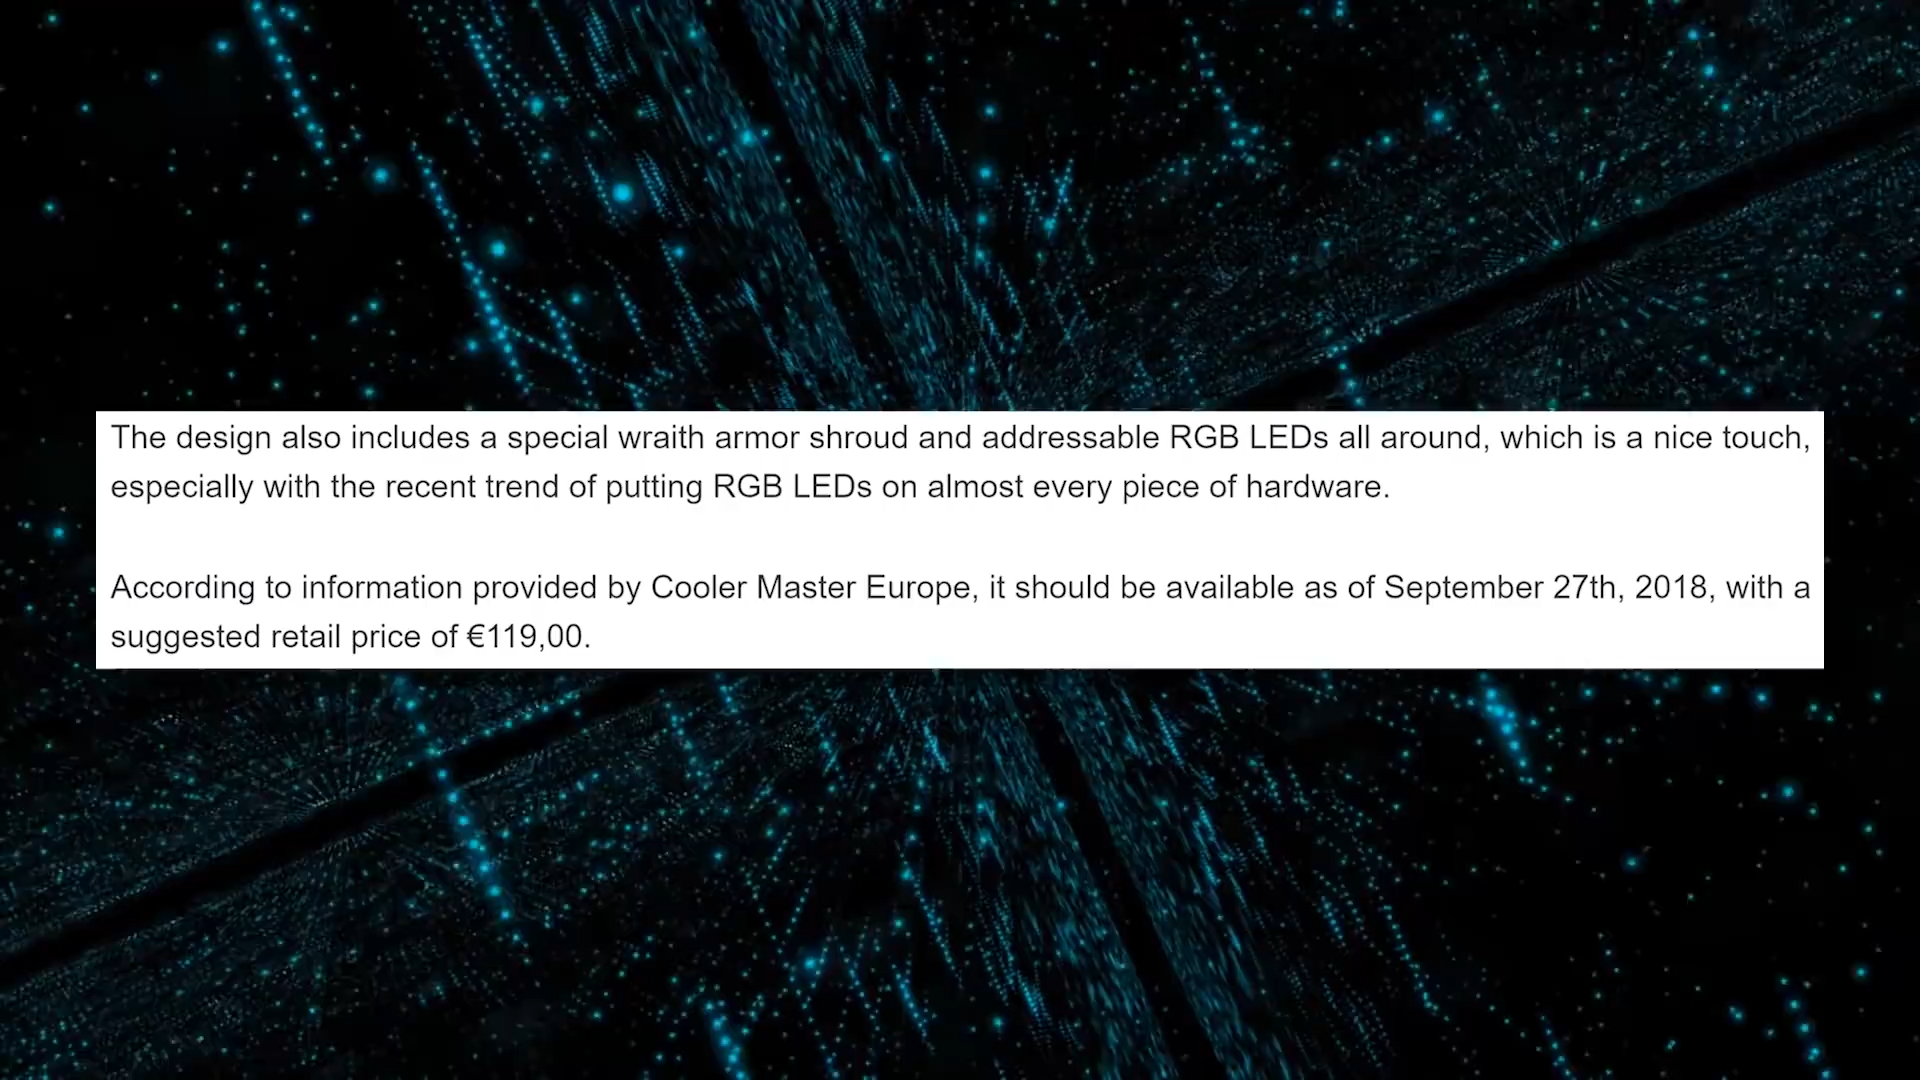 The design also includes a special wraith armor shroud and addressable RGB LEDs all around, which is a nice touch,
especially with the recent trend of putting RGB LEDs on almost every piece of hardware.
According to information provided by Cooler Master Europe, it should be available as of September 27th, 2018, with a
suggested retail price of €119,00.